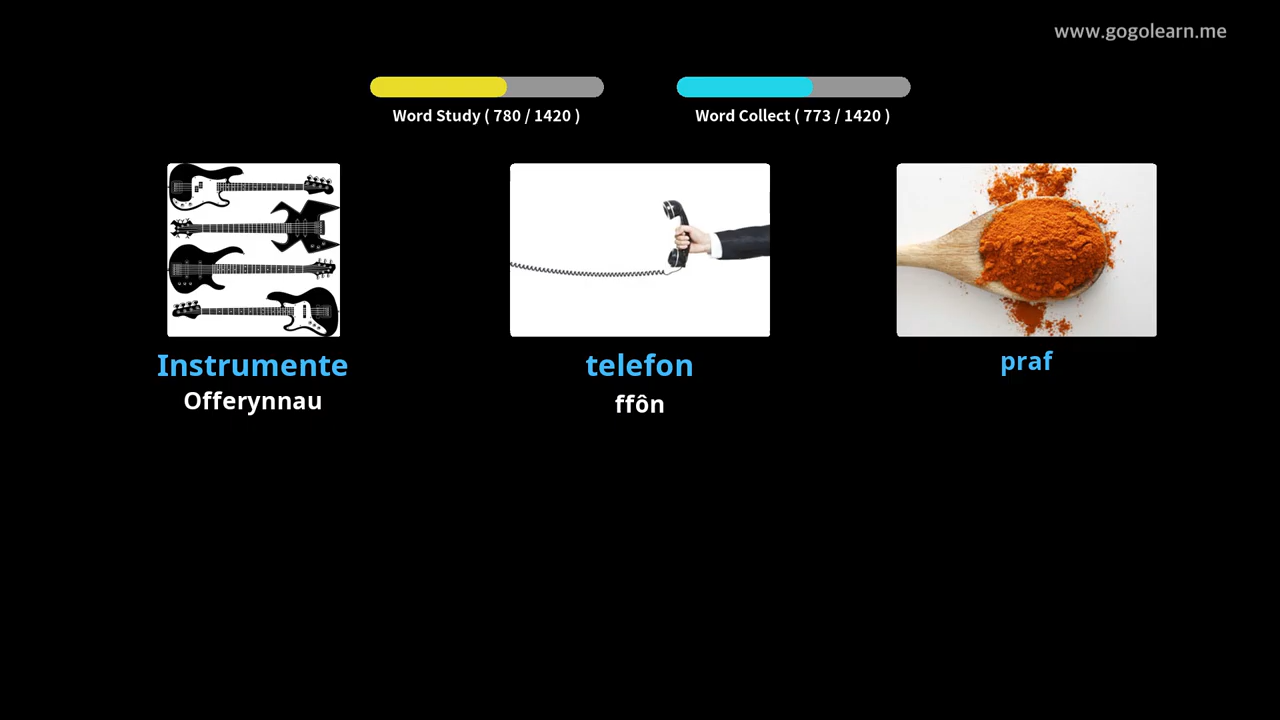 www.gogolearn.me
Word Study ( 780 / 1420 )
Word Collect ( 773 / 1420 )
Instrumente
Offerynnau
telefon
ffôn
praf